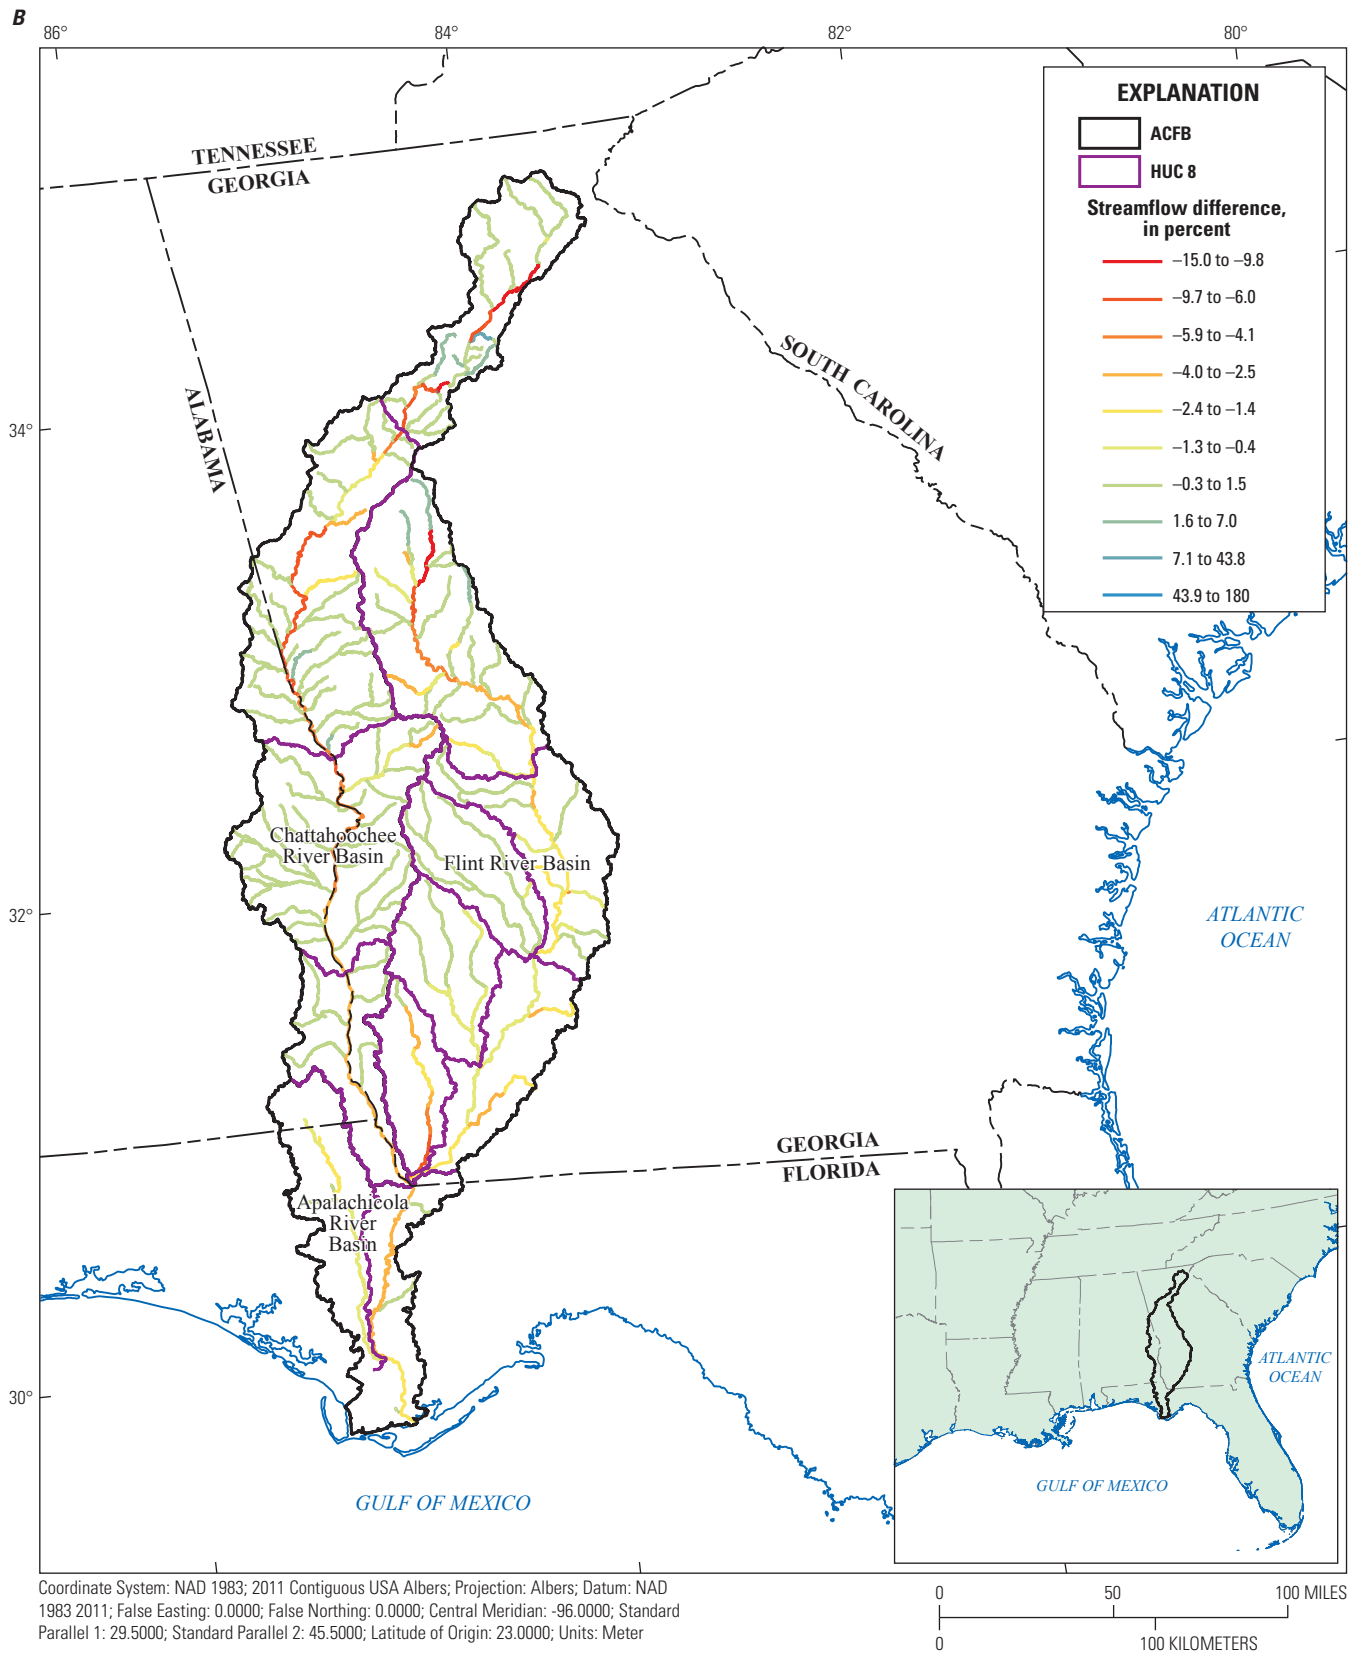 B
86°
84°
82°
80°
EXPLANATION
ACFB
HUC 8
Streamflow difference,
in percent
–15.0 to –9.8
–9.7 to –6.0
–5.9 to –4.1
–4.0 to –2.5
–2.4 to –1.4
–1.3 to –0.4
–0.3 to 1.5
1.6 to 7.0
7.1 to 43.8
43.9 to 180
TENNESSEE
GEORGIA
ALABAMA
SOUTH CAROLINA
34°
Chattahoochee
River Basin
Flint River Basin
32°
ATLANTIC
OCEAN
GEORGIA
FLORIDA
Apalachicola
River
Basin
30°
GULF OF MEXICO
ATLANTIC
OCEAN
GULF OF MEXICO
Coordinate System: NAD 1983; 2011 Contiguous USA Albers; Projection: Albers; Datum: NAD
1983 2011; False Easting: 0.0000; False Northing: 0.0000; Central Meridian: -96.0000; Standard
Parallel 1: 29.5000; Standard Parallel 2: 45.5000; Latitude of Origin: 23.0000; Units: Meter
0 50 100 MILES
0 100 KILOMETERS